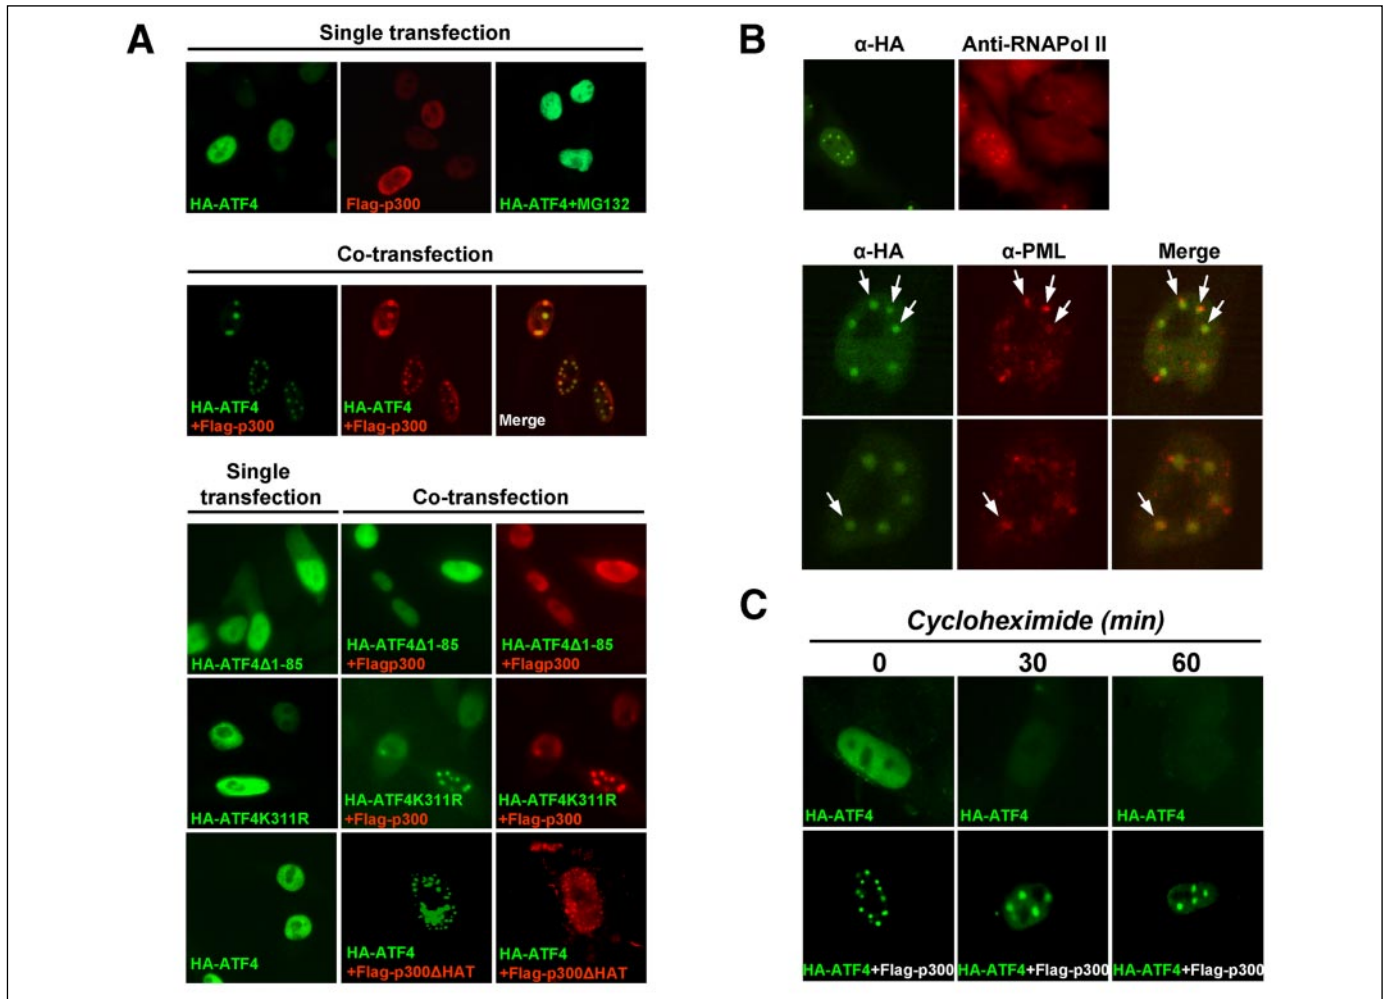 A
Single transfection
HA-ATF4
Flag-p300
HA-ATF4+MG132
Co-transfection
HA-ATF4
+Flag-p300
HA-ATF4
+Flag-p300
Merge
Single
transfection
Co-transfection
HA-ATF4Δ1-85
HA-ATF4Δ1-85
+Flagp300
HA-ATF4Δ1-85
+Flagp300
HA-ATF4K311R
HA-ATF4K311R
+Flag-p300
HA-ATF4K311R
+Flag-p300
HA-ATF4
HA-ATF4
+Flag-p300ΔHAT
HA-ATF4
+Flag-p300ΔHAT
B
α-HA
Anti-RNAPol II
α-HA
α-PML
Merge
C
Cycloheximide (min)
0
30
60
HA-ATF4
HA-ATF4
HA-ATF4
HA-ATF4+Flag-p300
HA-ATF4+Flag-p300
HA-ATF4+Flag-p300